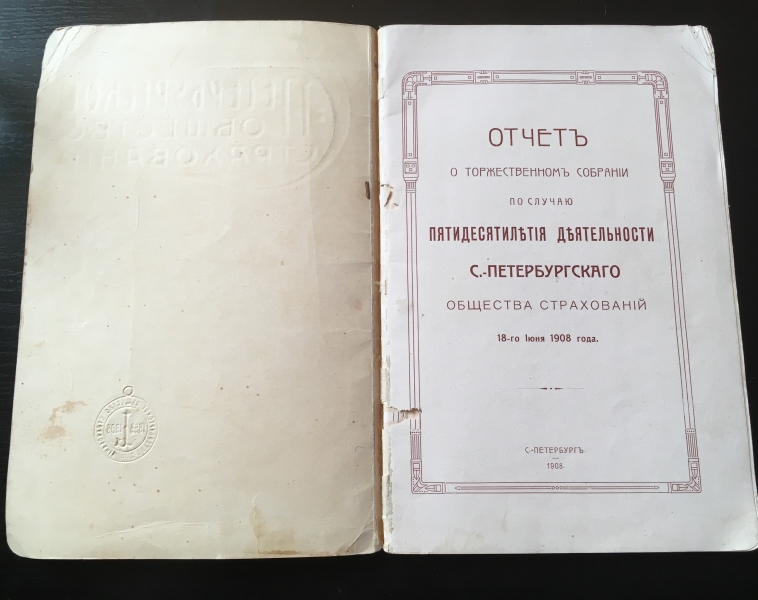 ОТЧЕТЪ
О ТОРЖЕСТВЕННОМЪ СОБРАНІИ
ПО СЛУЧАЮ
ПЯТИДЕСЯТИЛѢТІЯ ДѢЯТЕЛЬНОСТИ
С.-ПЕТЕРБУРГСКАГО
ОБЩЕСТВА СТРАХОВАНІЙ
18-го Іюня 1908 года.
С.-ПЕТЕРБУРГЪ.
1908.